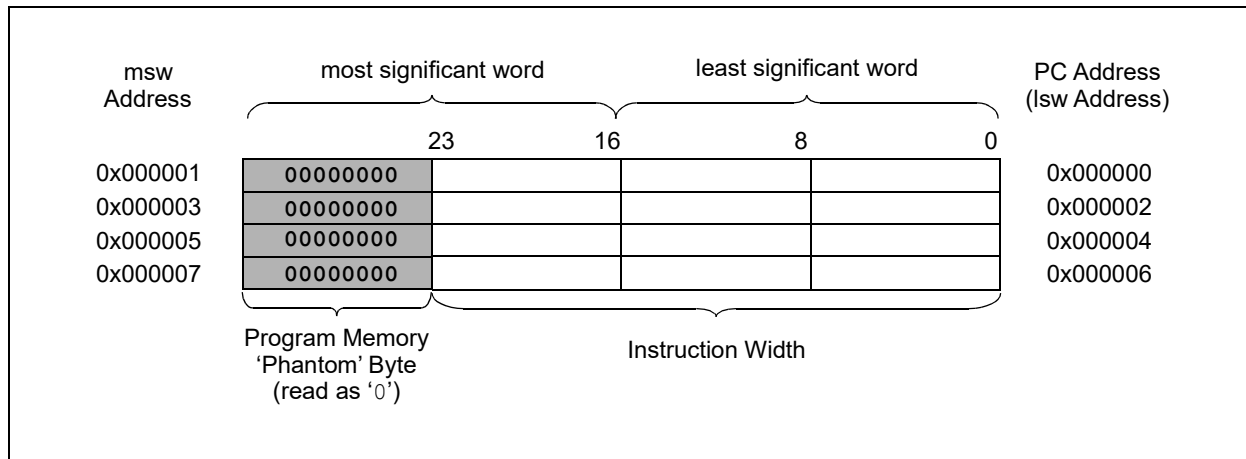 msw
Address
most significant word
least significant word
PC Address
(lsw Address)
23
16
8
0
0x000001
00000000
0x000000
0x000003
00000000
0x000002
0x000005
00000000
0x000004
0x000007
00000000
0x000006
Program Memory
‘Phantom’ Byte
(read as ‘0’)
Instruction Width